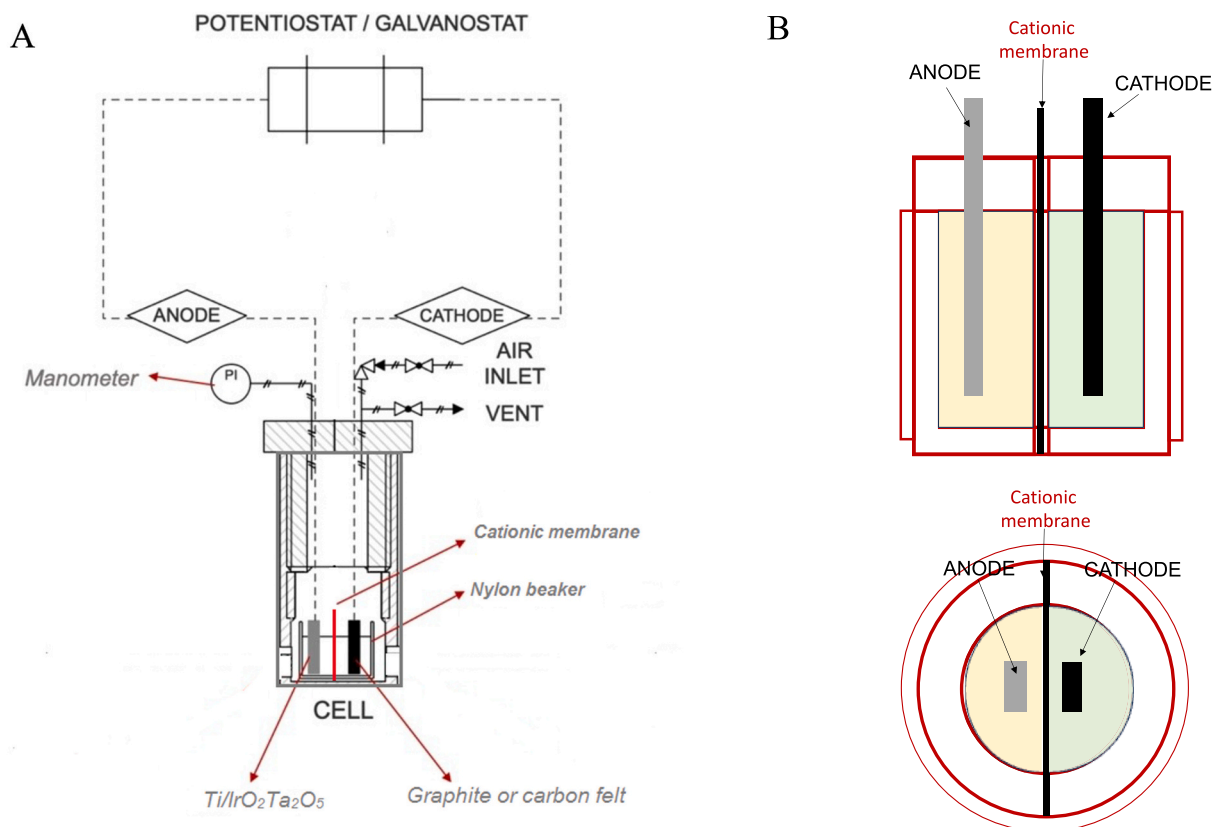 A
POTENTIOSTAT / GALVANOSTAT
ANODE
CATHODE
AIR
INLET
VENT
PI
Manometer
Cationic membrane
Nylon beaker
CELL
Ti/IrO₂Ta₂O₅
Graphite or carbon felt
B
Cationic
membrane
ANODE
CATHODE
Cationic
membrane
ANODE
CATHODE